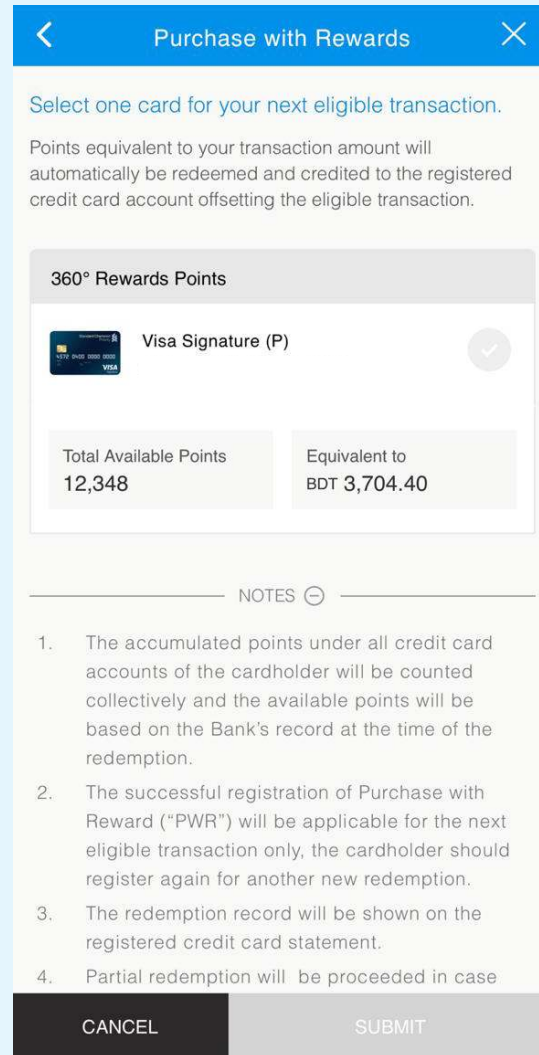 Purchase with Rewards
Select one card for your next eligible transaction.
Points equivalent to your transaction amount will
automatically be redeemed and credited to the registered
credit card account offsetting the eligible transaction.
360° Rewards Points
Visa Signature (P)
VISA
Total Available Points
12,348
Equivalent to
BDT 3,704.40
NOTES
1. The accumulated points under all credit card
accounts of the cardholder will be counted
collectively and the available points will be
based on the Bank's record at the time of the
redemption.
2. The successful registration of Purchase with
Reward ("PWR") will be applicable for the next
eligible transaction only, the cardholder should
register again for another new redemption.
3. The redemption record will be shown on the
registered credit card statement.
4. Partial redemption will be proceeded in case
CANCEL
SUBMIT